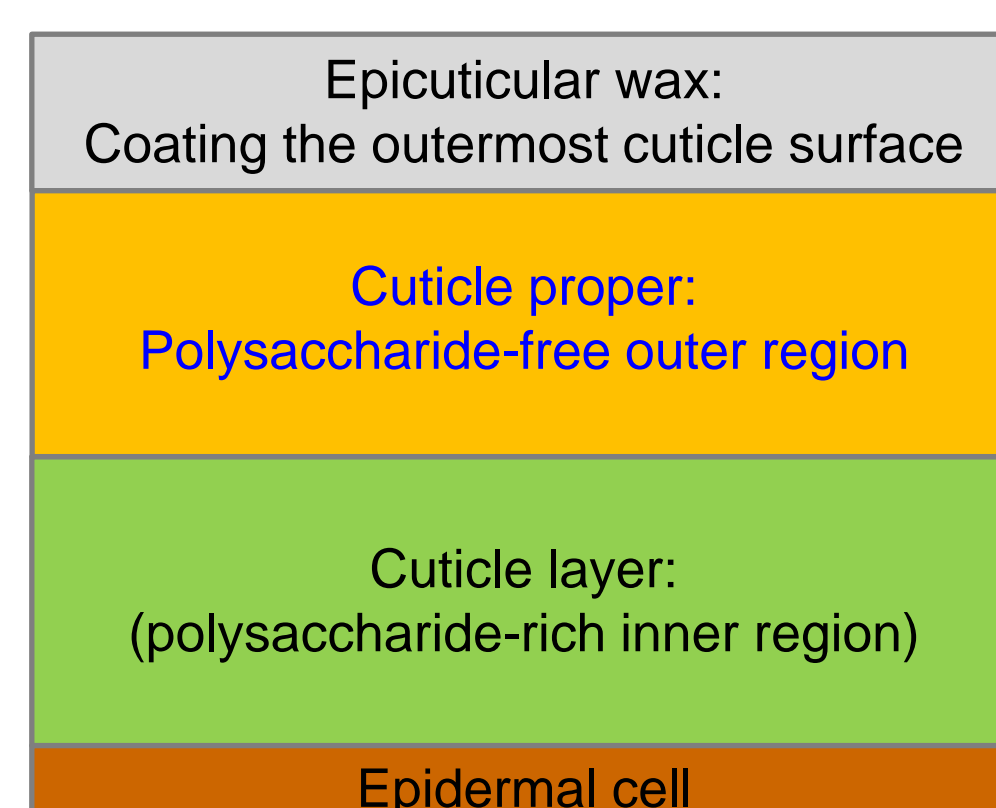 Epicuticular wax:
Coating the outermost cuticle surface
Cuticle proper:
Polysaccharide-free outer region
Cuticle layer:
(polysaccharide-rich inner region)
Epidermal cell